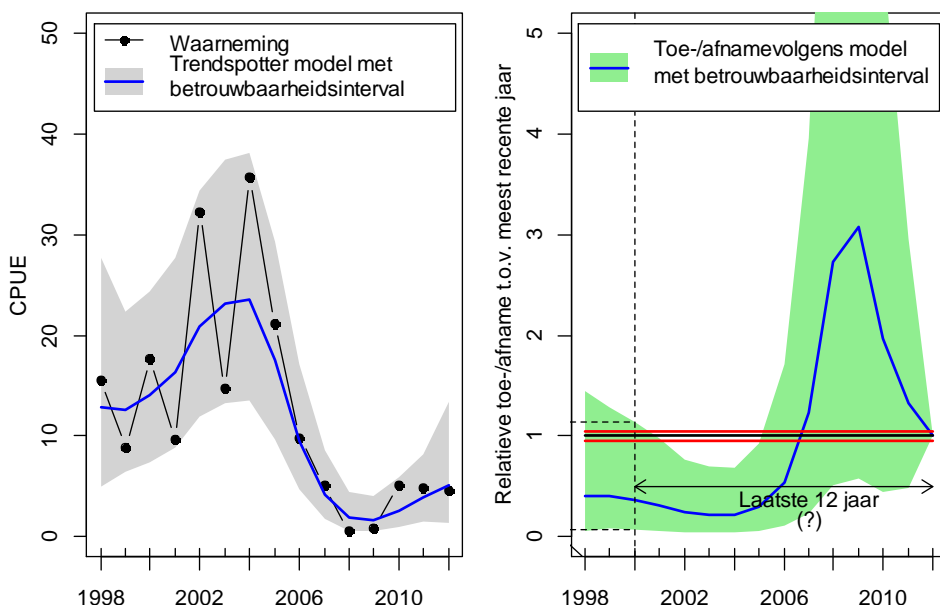 Waarneming
Trendspotter model met
betrouwbaarheidsinterval
CPUE
0
10
20
30
40
50
1998
2002
2006
2010
Toe-/afnamevolgens model
met betrouwbaarheidsinterval
Relatieve toe-/afname t.o.v. meest recente jaar
0
1
2
3
4
5
Laatste 12 jaar
(?)
1998
2002
2006
2010